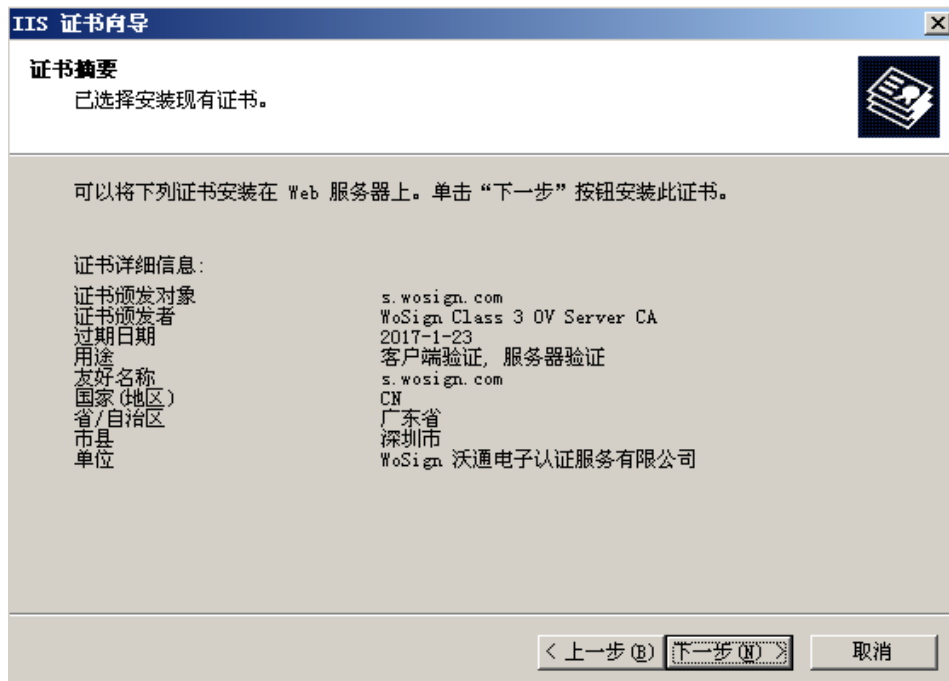 IIS 证书向导
证书摘要
已选择安装现有证书。
可以将下列证书安装在 Web 服务器上。单击“下一步”按钮安装此证书。
证书详细信息:
证书颁发对象 s.wosign.com
证书颁发者 WoSign Class 3 OV Server CA
过期日期 2017-1-23
用途 客户端验证, 服务器验证
友好名称 s.wosign.com
国家(地区) CN
省/自治区 广东省
市县 深圳市
单位 WoSign 沃通电子认证服务有限公司
< 上一步(B) 下一步(N) > 取消